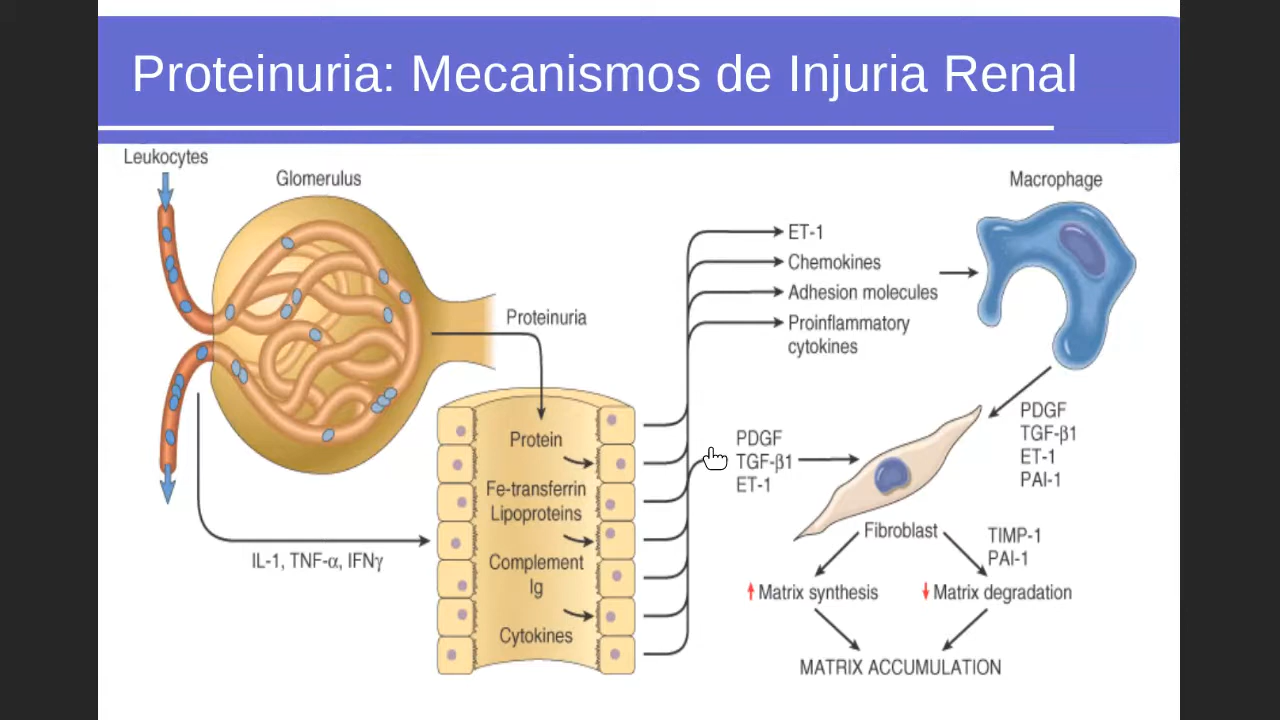 Proteinuria: Mecanismos de Injuria Renal
Leukocytes
Glomerulus
Macrophage
ET-1
Chemokines
Adhesion molecules
Proinflammatory
cytokines
Proteinuria
Protein
Fe-transferrin
Lipoproteins
Complement
Ig
Cytokines
IL-1, TNF-α, IFNγ
PDGF
TGF-β1
ET-1
PDGF
TGF-β1
ET-1
PAI-1
Fibroblast
TIMP-1
PAI-1
Matrix synthesis
Matrix degradation
MATRIX ACCUMULATION